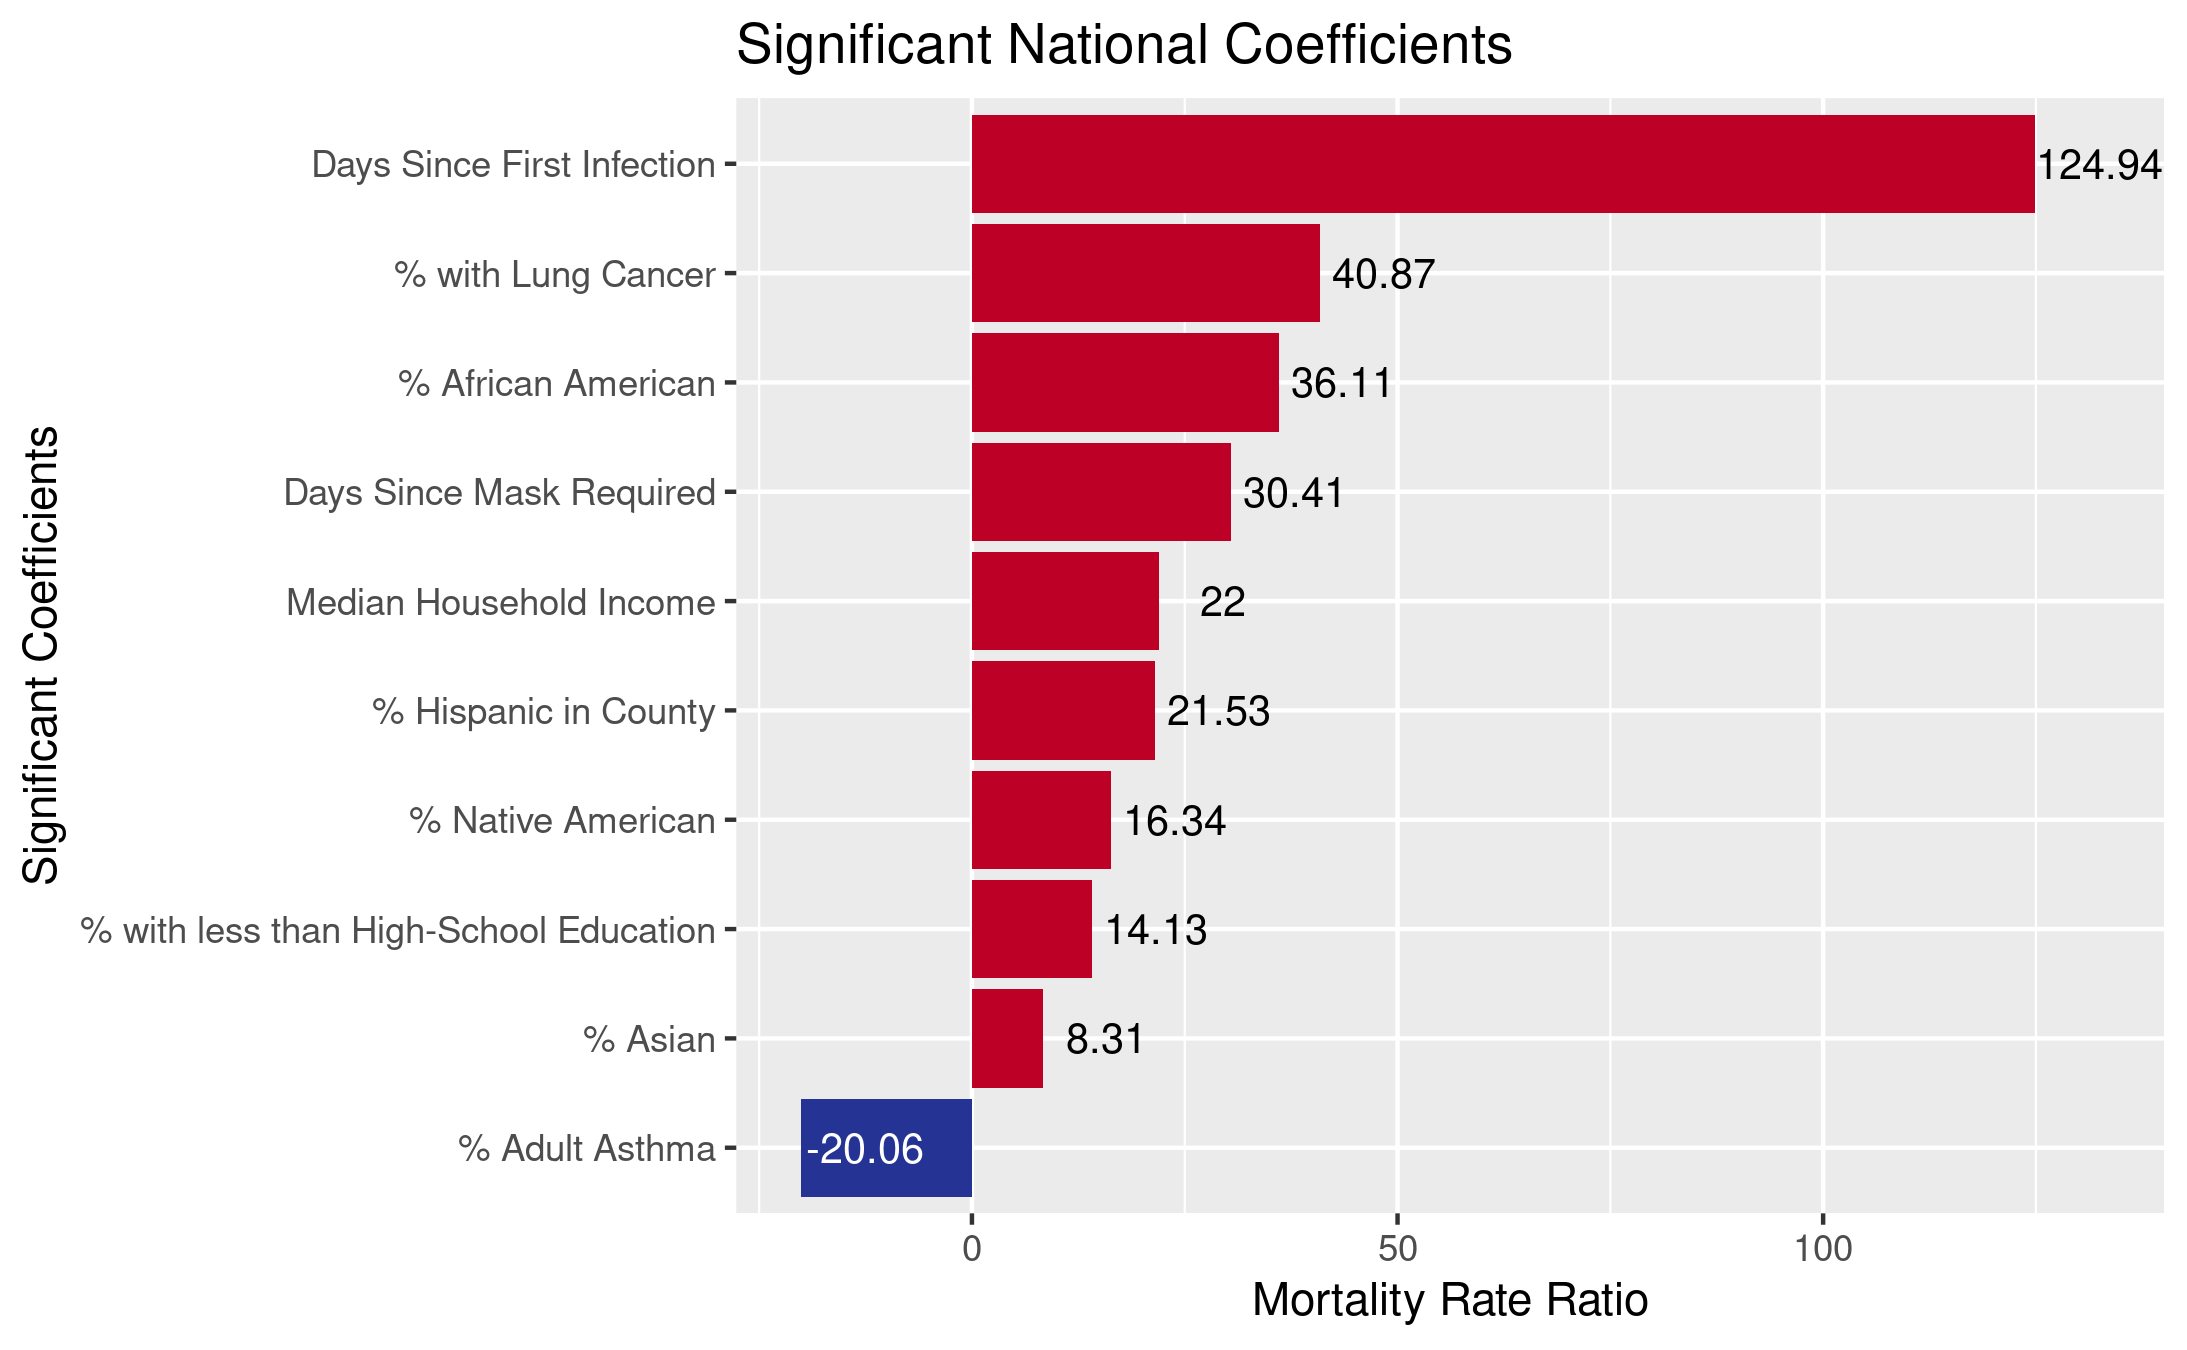 Significant National Coefficients
Significant Coefficients
Days Since First Infection
124.94
% with Lung Cancer
40.87
% African American
36.11
Days Since Mask Required
30.41
Median Household Income
22
% Hispanic in County
21.53
% Native American
16.34
% with less than High-School Education
14.13
% Asian
8.31
% Adult Asthma
-20.06
0
50
100
Mortality Rate Ratio